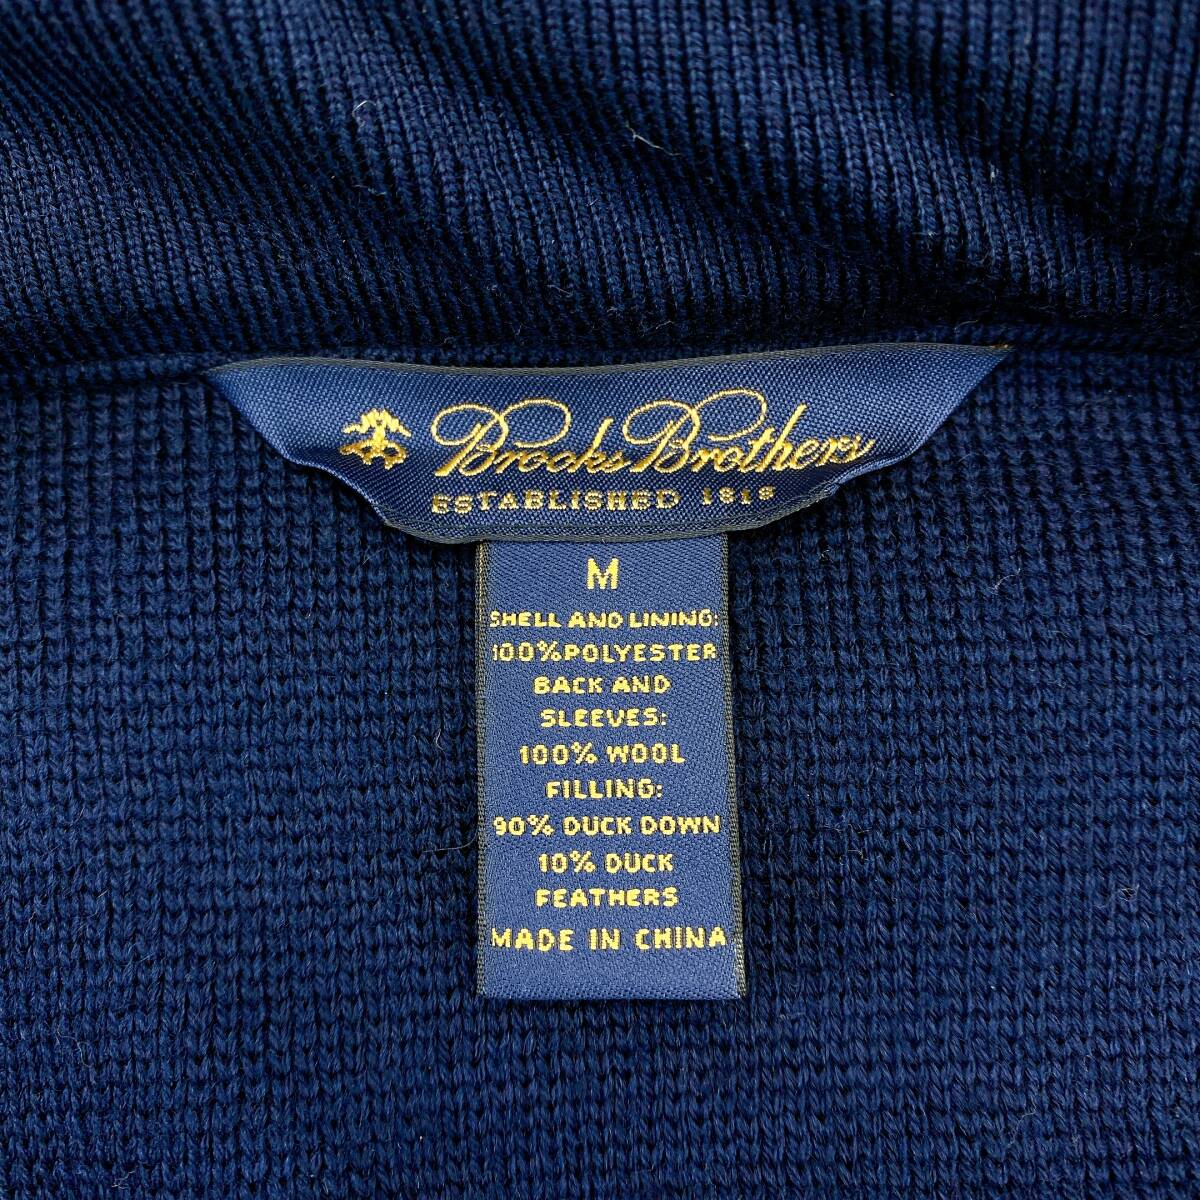 Brooks Brothers
ESTABLISHED 1818
M
SHELL AND LINING:
100%POLYESTER
BACK AND
SLEEVES:
100% WOOL
FILLING:
90% DUCK DOWN
10% DUCK
FEATHERS
MADE IN CHINA